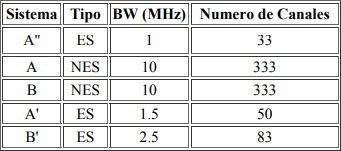 Sistema Tipo BW (MHz) Numero de Canales
A" ES 1 33
A NES 10 333
B NES 10 333
A' ES 1.5 50
B' ES 2.5 83